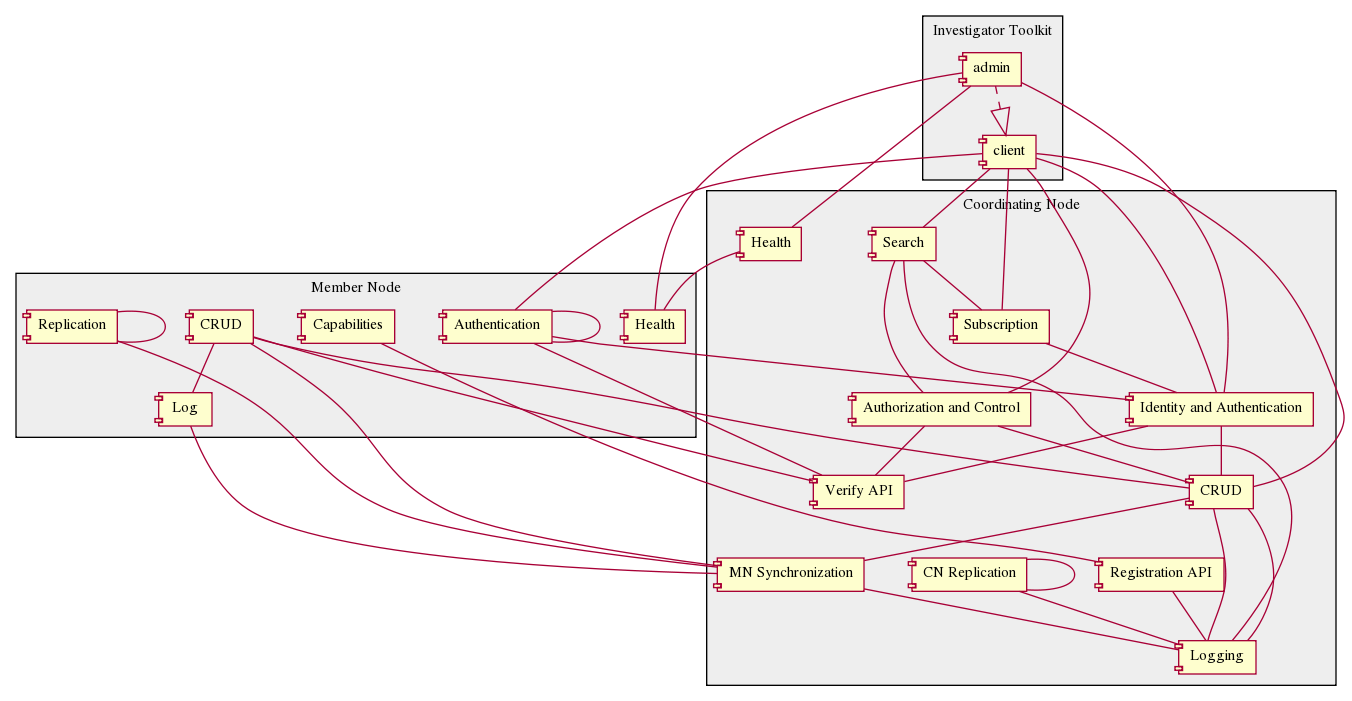 Investigator Toolkit
admin
client
Coordinating Node
Health
Search
Member Node
Replication
CRUD
Capabilities
Authentication
Health
Subscription
Log
Authorization and Control
Identity and Authentication
Verify API
CRUD
MN Synchronization
CN Replication
Registration API
Logging